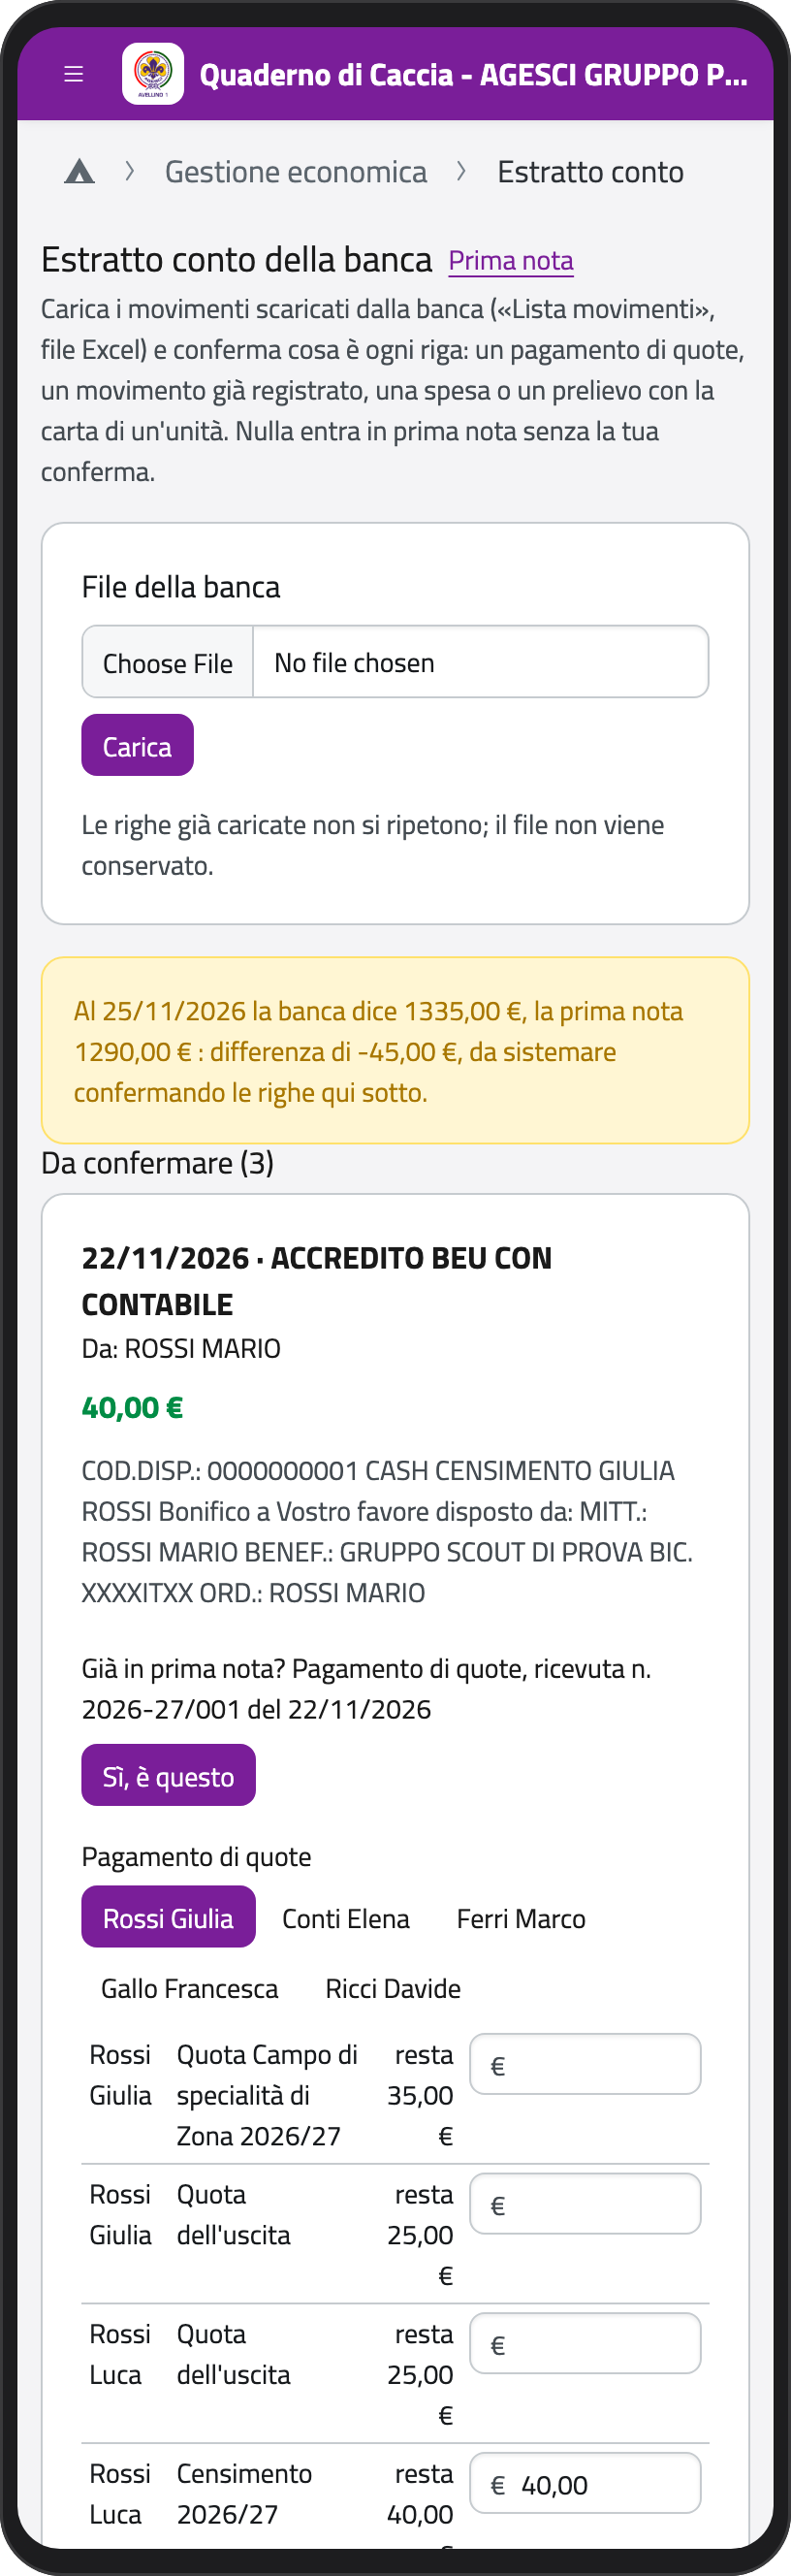 AVELLINO 1
Quaderno di Caccia - AGESCI GRUPPO P...
Gestione economica
Estratto conto
Estratto conto della banca Prima nota
Carica i movimenti scaricati dalla banca («Lista movimenti»,
file Excel) e conferma cosa è ogni riga: un pagamento di quote,
un movimento già registrato, una spesa o un prelievo con la
carta di un'unità. Nulla entra in prima nota senza la tua
conferma.
File della banca
Choose File No file chosen
Carica
Le righe già caricate non si ripetono; il file non viene
conservato.
Al 25/11/2026 la banca dice 1335,00 €, la prima nota
1290,00 € : differenza di -45,00 €, da sistemare
confermando le righe qui sotto.
Da confermare (3)
22/11/2026 · ACCREDITO BEU CON
CONTABILE
Da: ROSSI MARIO
40,00 €
COD.DISP.: 0000000001 CASH CENSIMENTO GIULIA
ROSSI Bonifico a Vostro favore disposto da: MITT.:
ROSSI MARIO BENEF.: GRUPPO SCOUT DI PROVA BIC.
XXXXITXX ORD.: ROSSI MARIO
Già in prima nota? Pagamento di quote, ricevuta n.
2026-27/001 del 22/11/2026
Sì, è questo
Pagamento di quote
Rossi Giulia Conti Elena Ferri Marco
Gallo Francesca Ricci Davide
Rossi Quota Campo di resta €
Giulia specialità di 35,00
Zona 2026/27 €
Rossi Quota resta €
Giulia dell'uscita 25,00
€
Rossi Quota resta €
Luca dell'uscita 25,00
€
Rossi Censimento resta € 40,00
Luca 2026/27 40,00